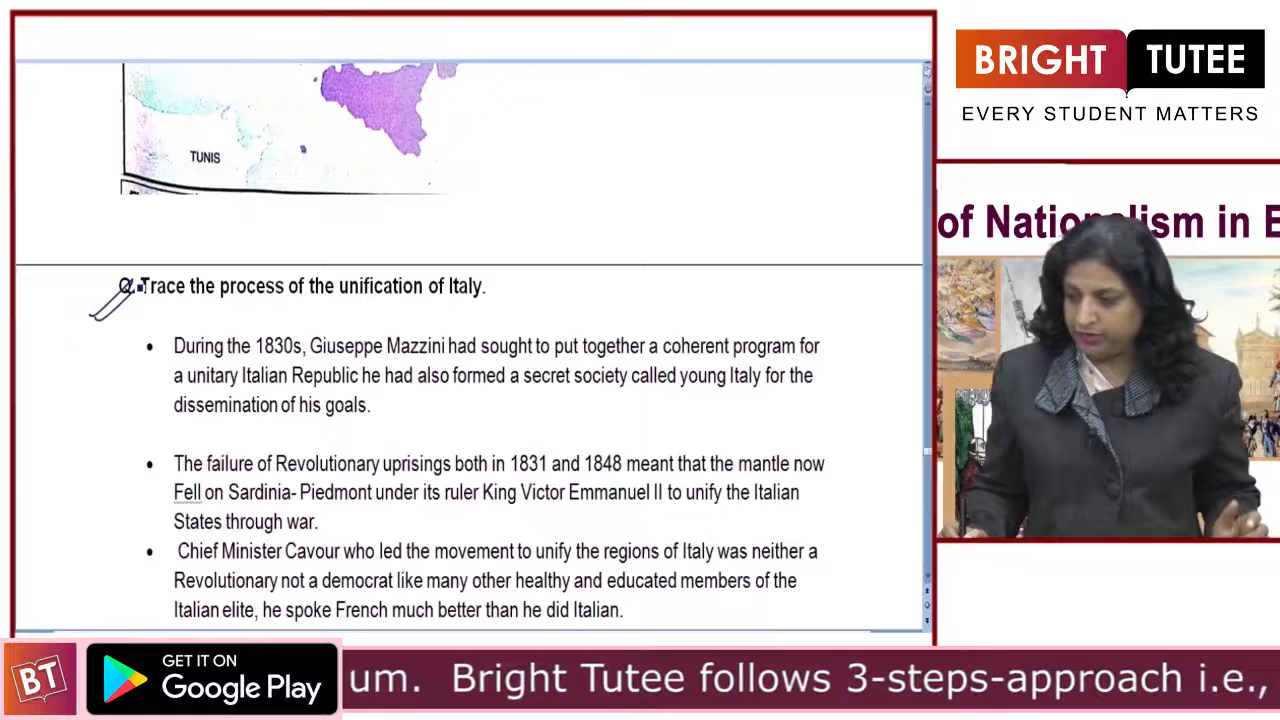 BRIGHT TUTEE
EVERY STUDENT MATTERS
TUNIS
of Nationalism in E
Q. Trace the process of the unification of Italy.
• During the 1830s, Giuseppe Mazzini had sought to put together a coherent program for
a unitary Italian Republic he had also formed a secret society called young Italy for the
dissemination of his goals.
• The failure of Revolutionary uprisings both in 1831 and 1848 meant that the mantle now
Fell on Sardinia- Piedmont under its ruler King Victor Emmanuel II to unify the Italian
States through war.
• Chief Minister Cavour who led the movement to unify the regions of Italy was neither a
Revolutionary not a democrat like many other healthy and educated members of the
Italian elite, he spoke French much better than he did Italian.
BT
GET IT ON
Google Play
um. Bright Tutee follows 3-steps-approach i.e.,